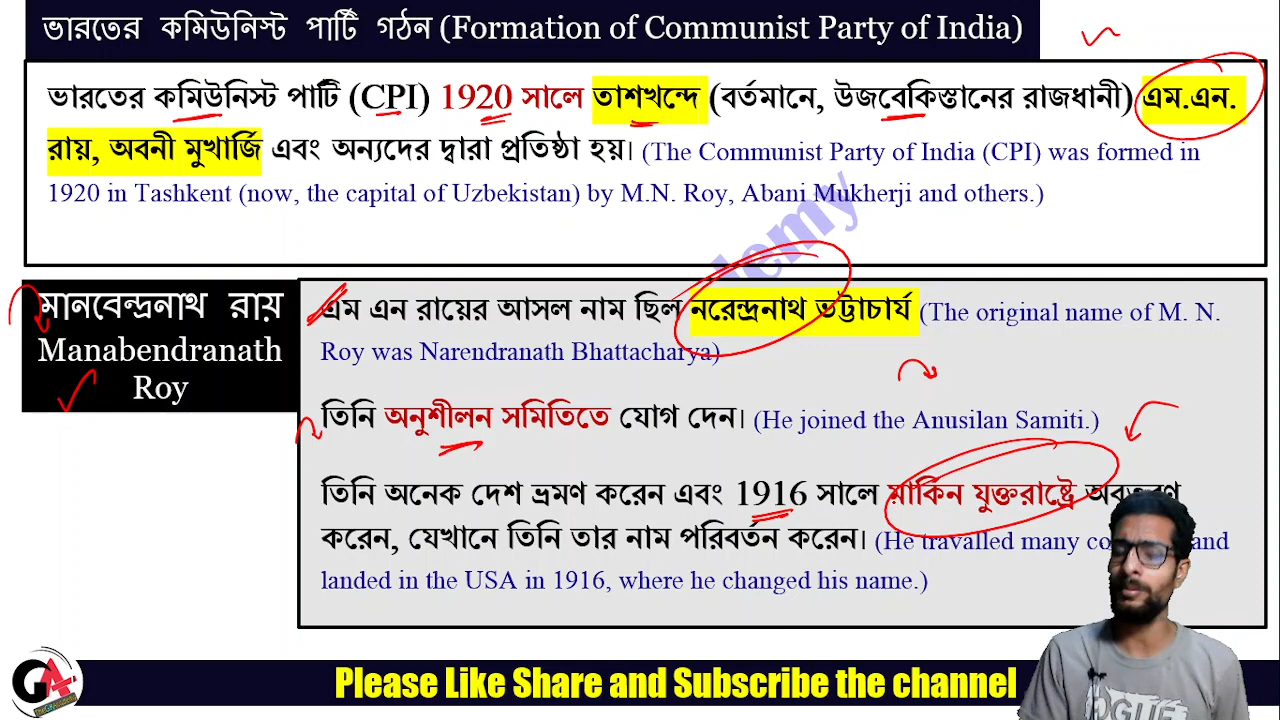 ভারতের কমিউনিস্ট পার্টি গঠন (Formation of Communist Party of India)
ভারতের কমিউনিস্ট পার্টি (CPI) 1920 সালে তাশখন্দে (বর্তমানে, উজবেকিস্তানের রাজধানী) এম.এন.
রায়, অবনী মুখার্জি এবং অন্যদের দ্বারা প্রতিষ্ঠা হয়। (The Communist Party of India (CPI) was formed in
1920 in Tashkent (now, the capital of Uzbekistan) by M.N. Roy, Abani Mukherji and others.)
মানবেন্দ্রনাথ রায়
Manabendranath
Roy
এম এন রায়ের আসল নাম ছিল নরেন্দ্রনাথ ভট্টাচার্য (The original name of M. N.
Roy was Narendranath Bhattacharya)
তিনি অনুশীলন সমিতিতে যোগ দেন। (He joined the Anusilan Samiti.)
তিনি অনেক দেশ ভ্রমণ করেন এবং 1916 সালে মার্কিন যুক্তরাষ্ট্রে অবতরণ
করেন, যেখানে তিনি তার নাম পরিবর্তন করেন। (He travalled many and
landed in the USA in 1916, where he changed his name.)
GA
Please Like Share and Subscribe the channel